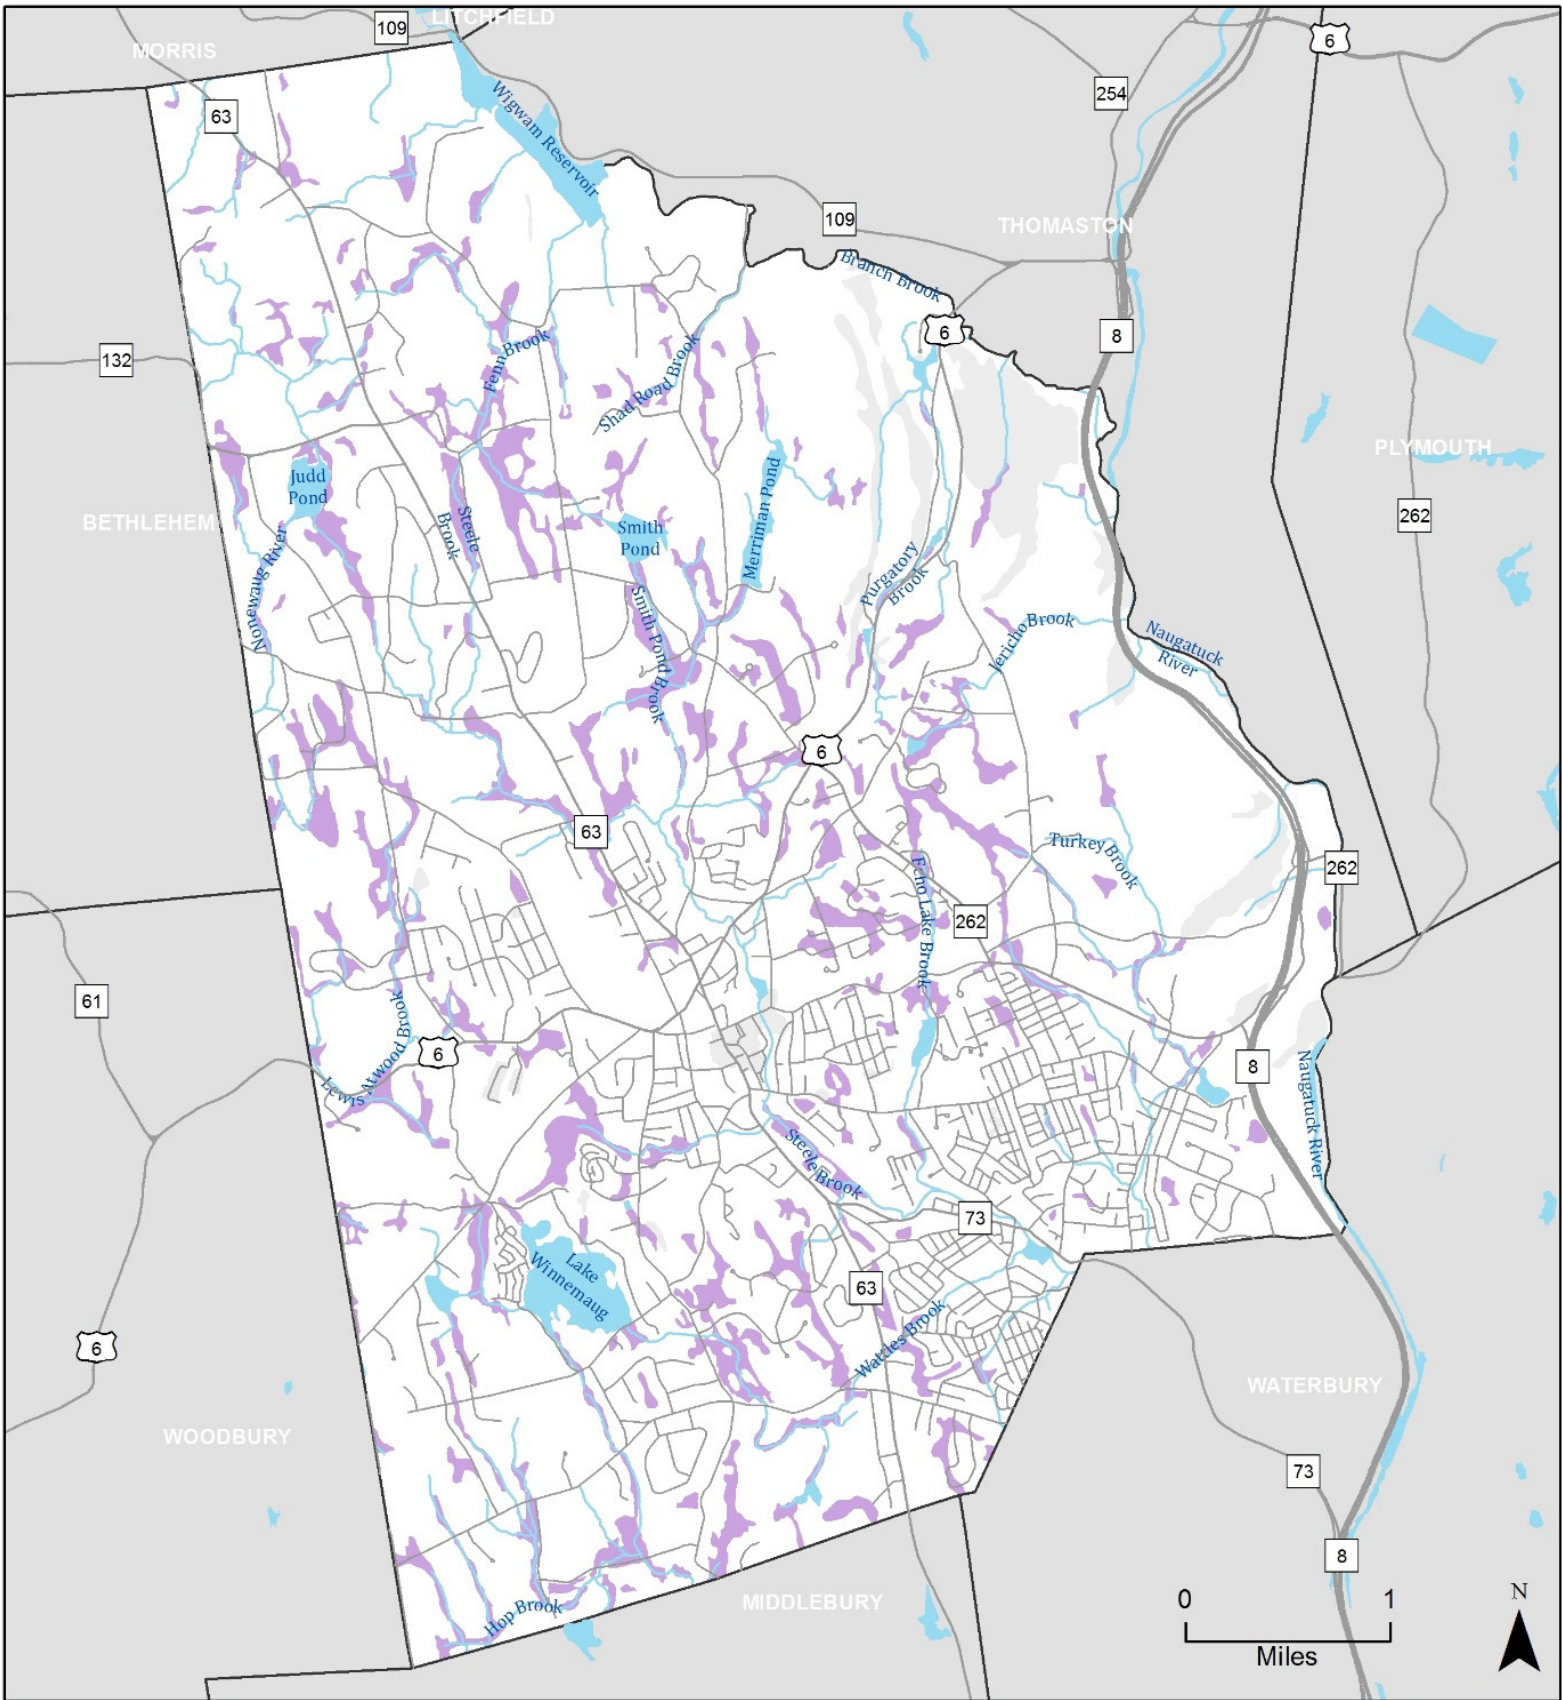 LITCHFIELD
109
MORRIS
6
63
254
Wigwam Reservoir
109
THOMASTON
Branch Brook
6
8
132
Fenn Brook
Shad Road Brook
PLYMOUTH
Judd
Pond
262
BETHLEHEM
Steele
Brook
Smith
Pond
Merriman Pond
Nonewaug River
Purgatory
Brook
Smith Pond Brook
Jericho Brook
Naugatuck
River
6
63
Turkey Brook
262
Echo Lake Brook
262
61
Lewis Atwood Brook
6
8
Naugatuck River
Steele Brook
73
Lake
Winnemaug
63
6
Wattles Brook
WATERBURY
WOODBURY
73
8
Hop Brook
MIDDLEBURY
0 1
Miles
N